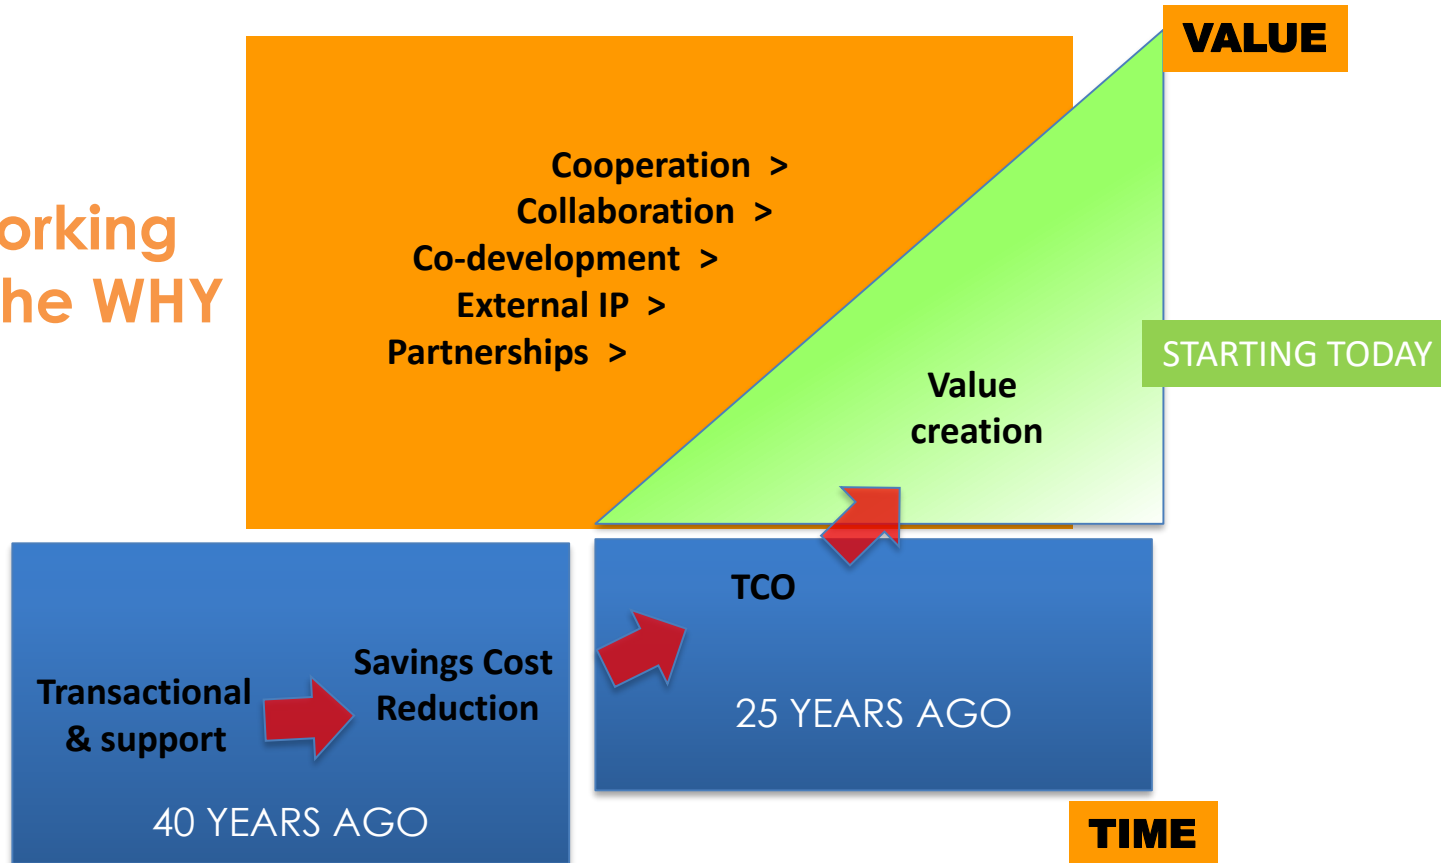 VALUE
Cooperation >
Collaboration >
Co-development >
External IP >
Partnerships >
orking
he WHY
STARTING TODAY
Value
creation
TCO
25 YEARS AGO
Savings Cost
Reduction
Transactional
& support
40 YEARS AGO
TIME